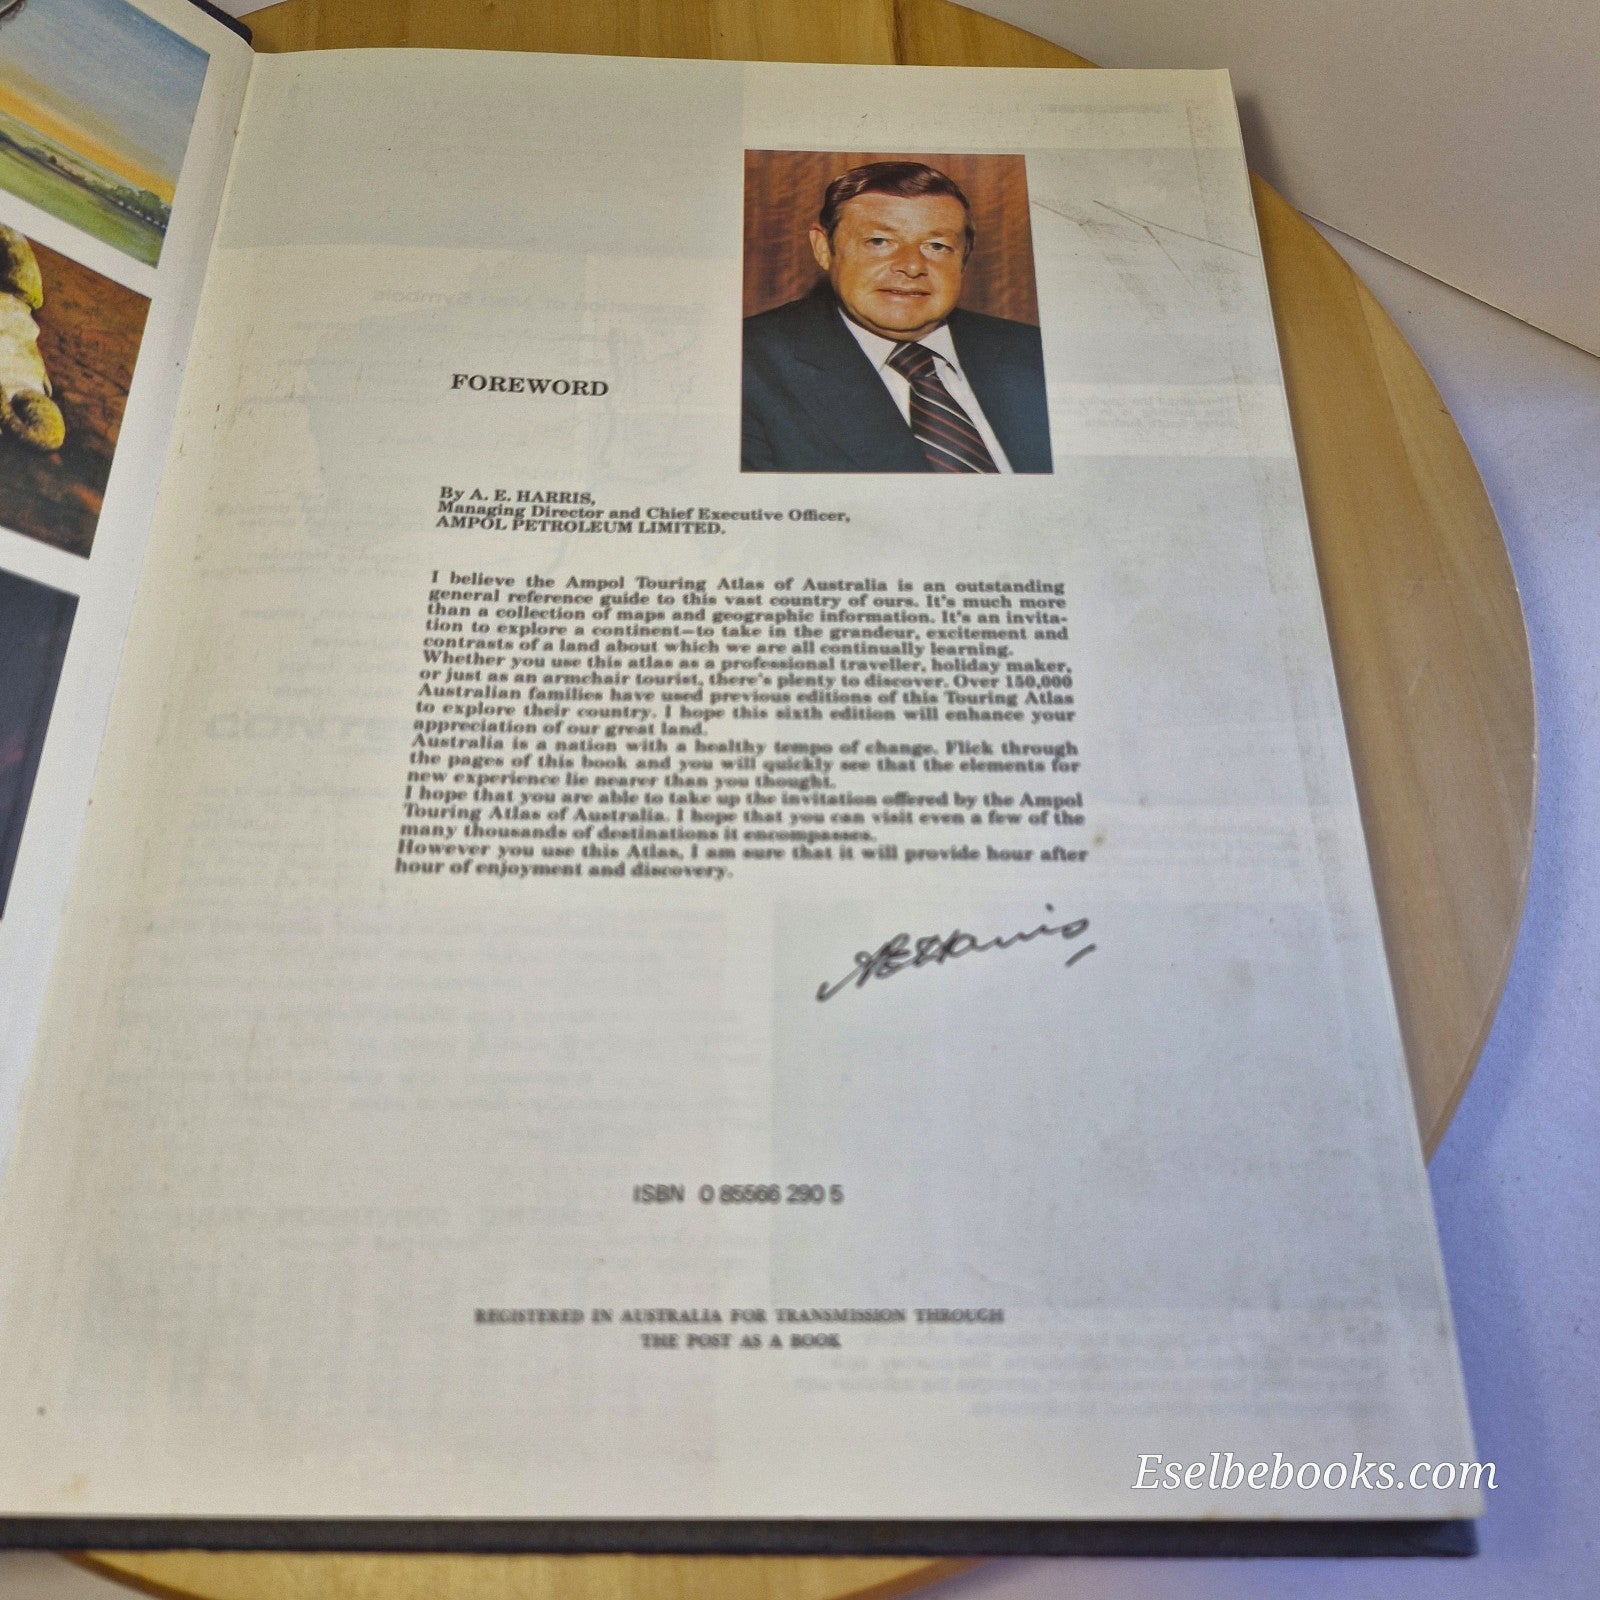 FOREWORD
By A. E. HARRIS,
Managing Director and Chief Executive Officer,
AMPOL PETROLEUM LIMITED.
I believe the Ampol Touring Atlas of Australia is an outstanding
general reference guide to this vast country of ours. It's much more
than a collection of maps and geographic information. It's an invita-
tion to explore a continent—to take in the grandeur, excitement and
contrasts of a land about which we are all continually learning.
Whether you use this atlas as a professional traveller, holiday maker,
or just as an armchair tourist, there's plenty to discover. Over 150,000
Australian families have used previous editions of this Touring Atlas
to explore their country. I hope this sixth edition will enhance your
appreciation of our great land.
Australia is a nation with a healthy tempo of change. Flick through
the pages of this book and you will quickly see that the elements for
new experience lie nearer than you thought.
I hope that you are able to take up the invitation offered by the Ampol
Touring Atlas of Australia. I hope that you can visit even a few of the
many thousands of destinations it encompasses.
However you use this Atlas, I am sure that it will provide hour after
hour of enjoyment and discovery.
A E Harris
ISBN 0 85566 290 5
REGISTERED IN AUSTRALIA FOR TRANSMISSION THROUGH
THE POST AS A BOOK
Eselbebooks.com